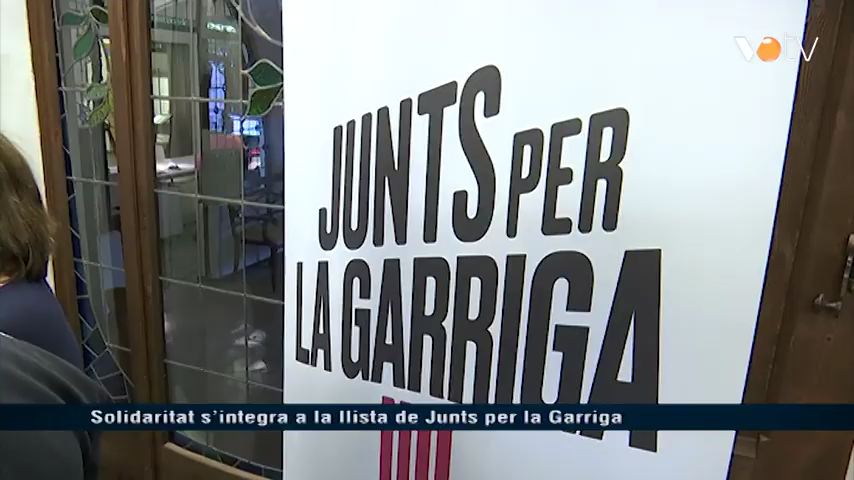 VOtv
JUNTS PER
LA GARRIGA
Solidaritat s'integra a la llista de Junts per la Garriga